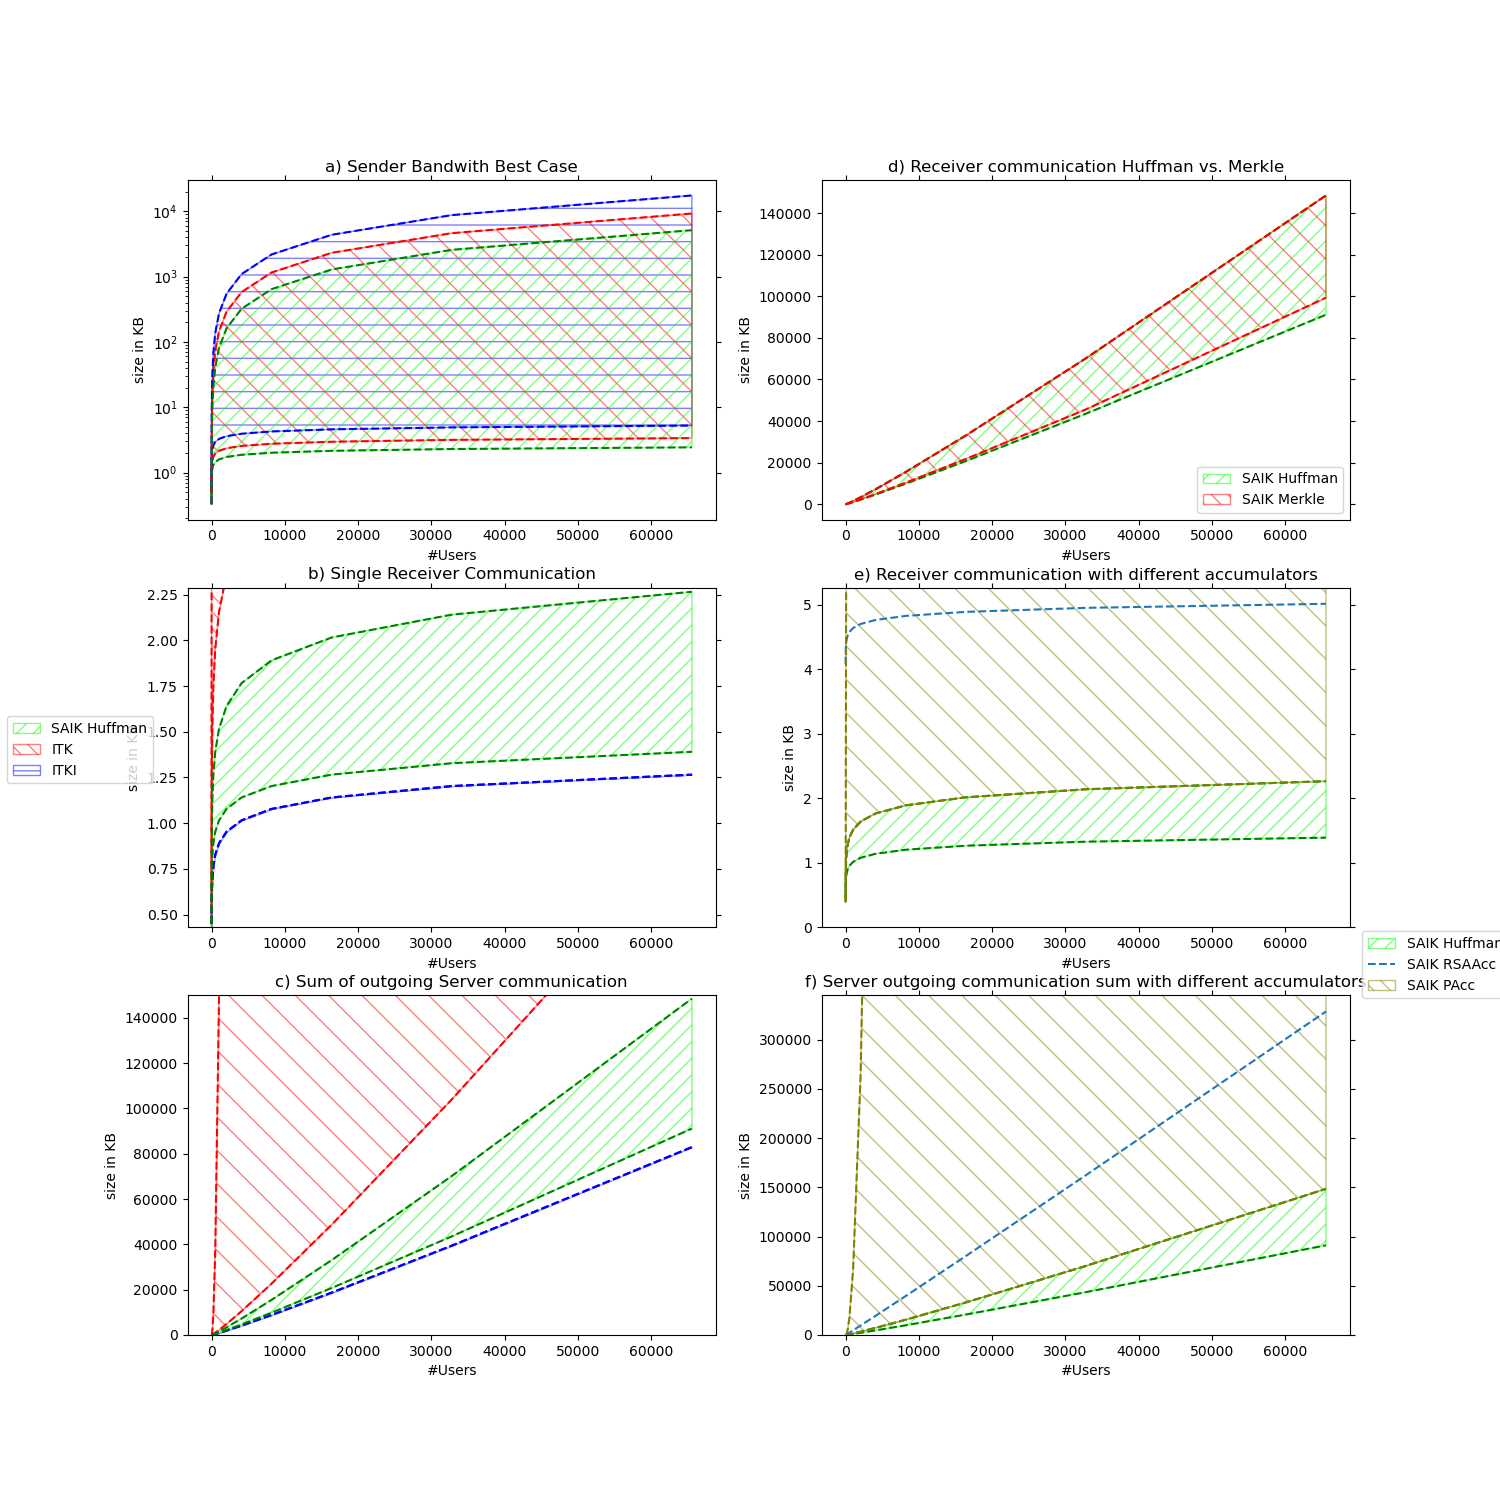 a) Sender Bandwith Best Case
10^4
10^3
10^2
10^1
10^0
size in KB
0 10000 20000 30000 40000 50000 60000
#Users
d) Receiver communication Huffman vs. Merkle
140000
120000
100000
80000
60000
40000
20000
0
size in KB
SAIK Huffman
SAIK Merkle
0 10000 20000 30000 40000 50000 60000
#Users
b) Single Receiver Communication
2.25
2.00
1.75
1.50
1.25
1.00
0.75
0.50
size in KB
SAIK Huffman
ITK
ITKI
0 10000 20000 30000 40000 50000 60000
#Users
e) Receiver communication with different accumulators
5
4
3
2
1
0
size in KB
0 10000 20000 30000 40000 50000 60000
#Users
SAIK Huffman
SAIK RSAAcc
SAIK PAcc
c) Sum of outgoing Server communication
140000
120000
100000
80000
60000
40000
20000
0
size in KB
0 10000 20000 30000 40000 50000 60000
#Users
f) Server outgoing communication sum with different accumulators
300000
250000
200000
150000
100000
50000
0
size in KB
0 10000 20000 30000 40000 50000 60000
#Users